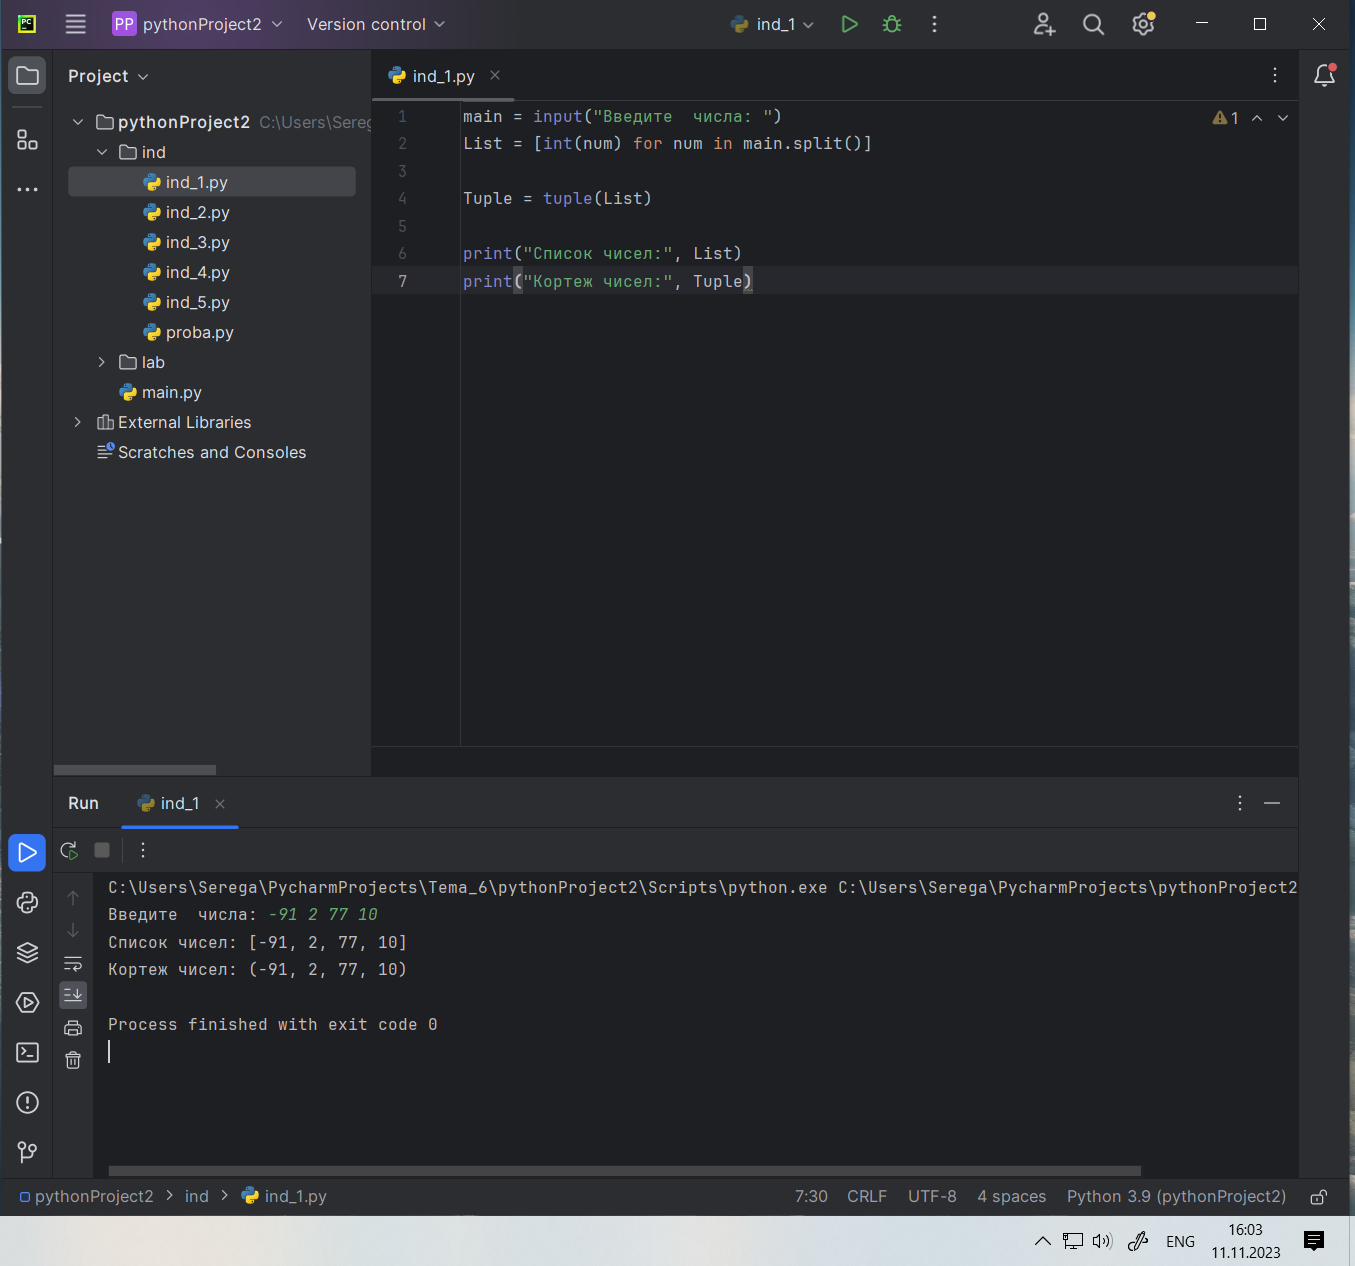 PC
PP pythonProject2 Version control ind_1
Project
ind_1.py
pythonProject2 C:\Users\Sereg
ind
ind_1.py
ind_2.py
ind_3.py
ind_4.py
ind_5.py
proba.py
lab
main.py
External Libraries
Scratches and Consoles
1 main = input("Введите  числа: ")
2 List = [int(num) for num in main.split()]
3
4 Tuple = tuple(List)
5
6 print("Список чисел:", List)
7 print("Кортеж чисел:", Tuple)
1
Run ind_1
C:\Users\Serega\PycharmProjects\Tema_6\pythonProject2\Scripts\python.exe C:\Users\Serega\PycharmProjects\pythonProject2
Введите  числа: -91 2 77 10
Список чисел: [-91, 2, 77, 10]
Кортеж чисел: (-91, 2, 77, 10)
Process finished with exit code 0
pythonProject2 > ind > ind_1.py
7:30 CRLF UTF-8 4 spaces Python 3.9 (pythonProject2)
ENG
16:03
11.11.2023